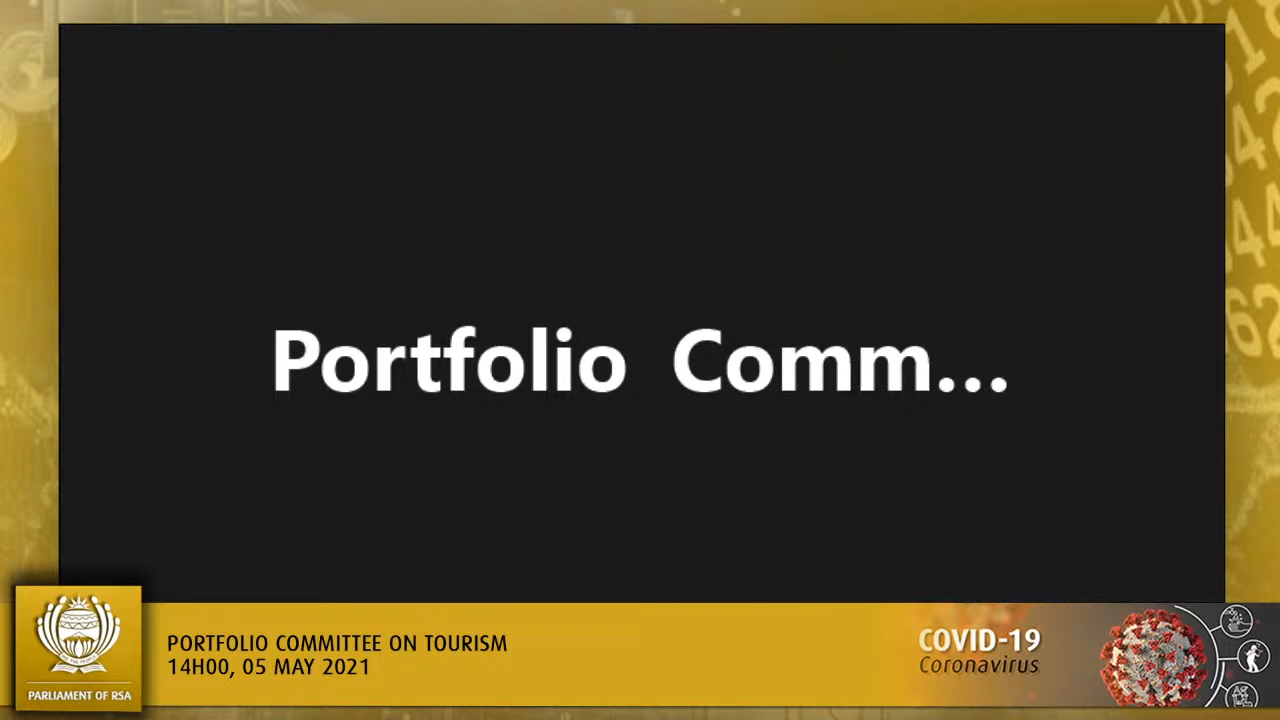 Portfolio Comm...
PORTFOLIO COMMITTEE ON TOURISM
14H00, 05 MAY 2021
PARLIAMENT OF RSA
COVID-19
Coronavirus